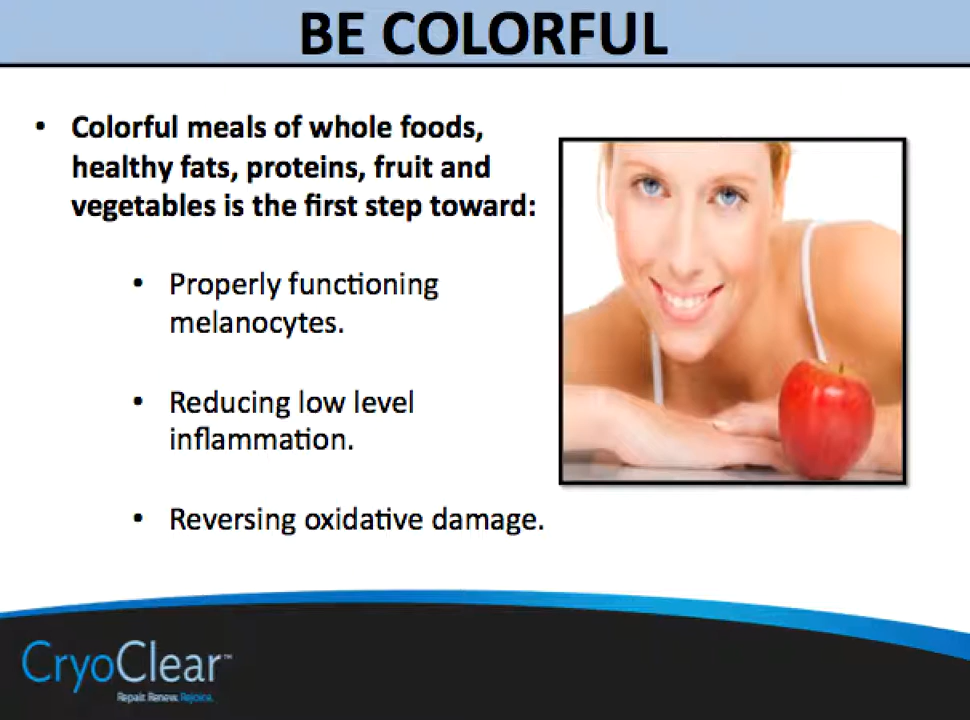 BE COLORFUL
• Colorful meals of whole foods,
healthy fats, proteins, fruit and
vegetables is the first step toward:
• Properly functioning
melanocytes.
• Reducing low level
inflammation.
• Reversing oxidative damage.
CryoClear™
Repair. Renew. Rejoice.